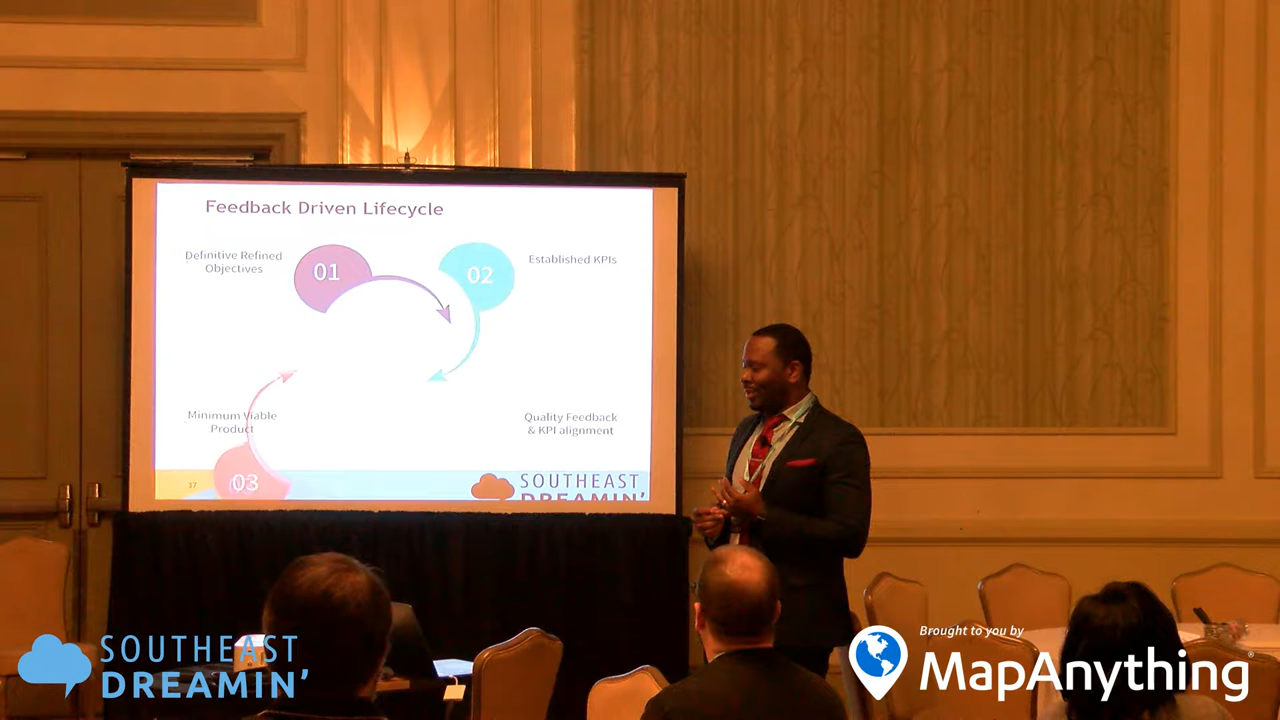 Feedback Driven Lifecycle
Definitive Refined
Objectives
01
02
Established KPIs
Minimum Viable
Product
Quality Feedback
& KPI alignment
03
37
SOUTHEAST
DREAMIN'
SOUTHEAST
DREAMIN'
Brought to you by
MapAnything®